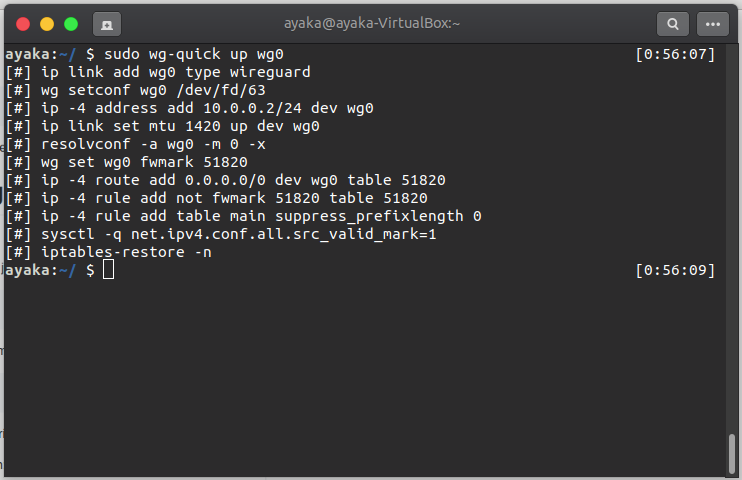 ayaka@ayaka-VirtualBox:~
ayaka:~/ $ sudo wg-quick up wg0 [0:56:07]
[#] ip link add wg0 type wireguard
[#] wg setconf wg0 /dev/fd/63
[#] ip -4 address add 10.0.0.2/24 dev wg0
[#] ip link set mtu 1420 up dev wg0
[#] resolvconf -a wg0 -m 0 -x
[#] wg set wg0 fwmark 51820
[#] ip -4 route add 0.0.0.0/0 dev wg0 table 51820
[#] ip -4 rule add not fwmark 51820 table 51820
[#] ip -4 rule add table main suppress_prefixlength 0
[#] sysctl -q net.ipv4.conf.all.src_valid_mark=1
[#] iptables-restore -n
ayaka:~/ $ [0:56:09]